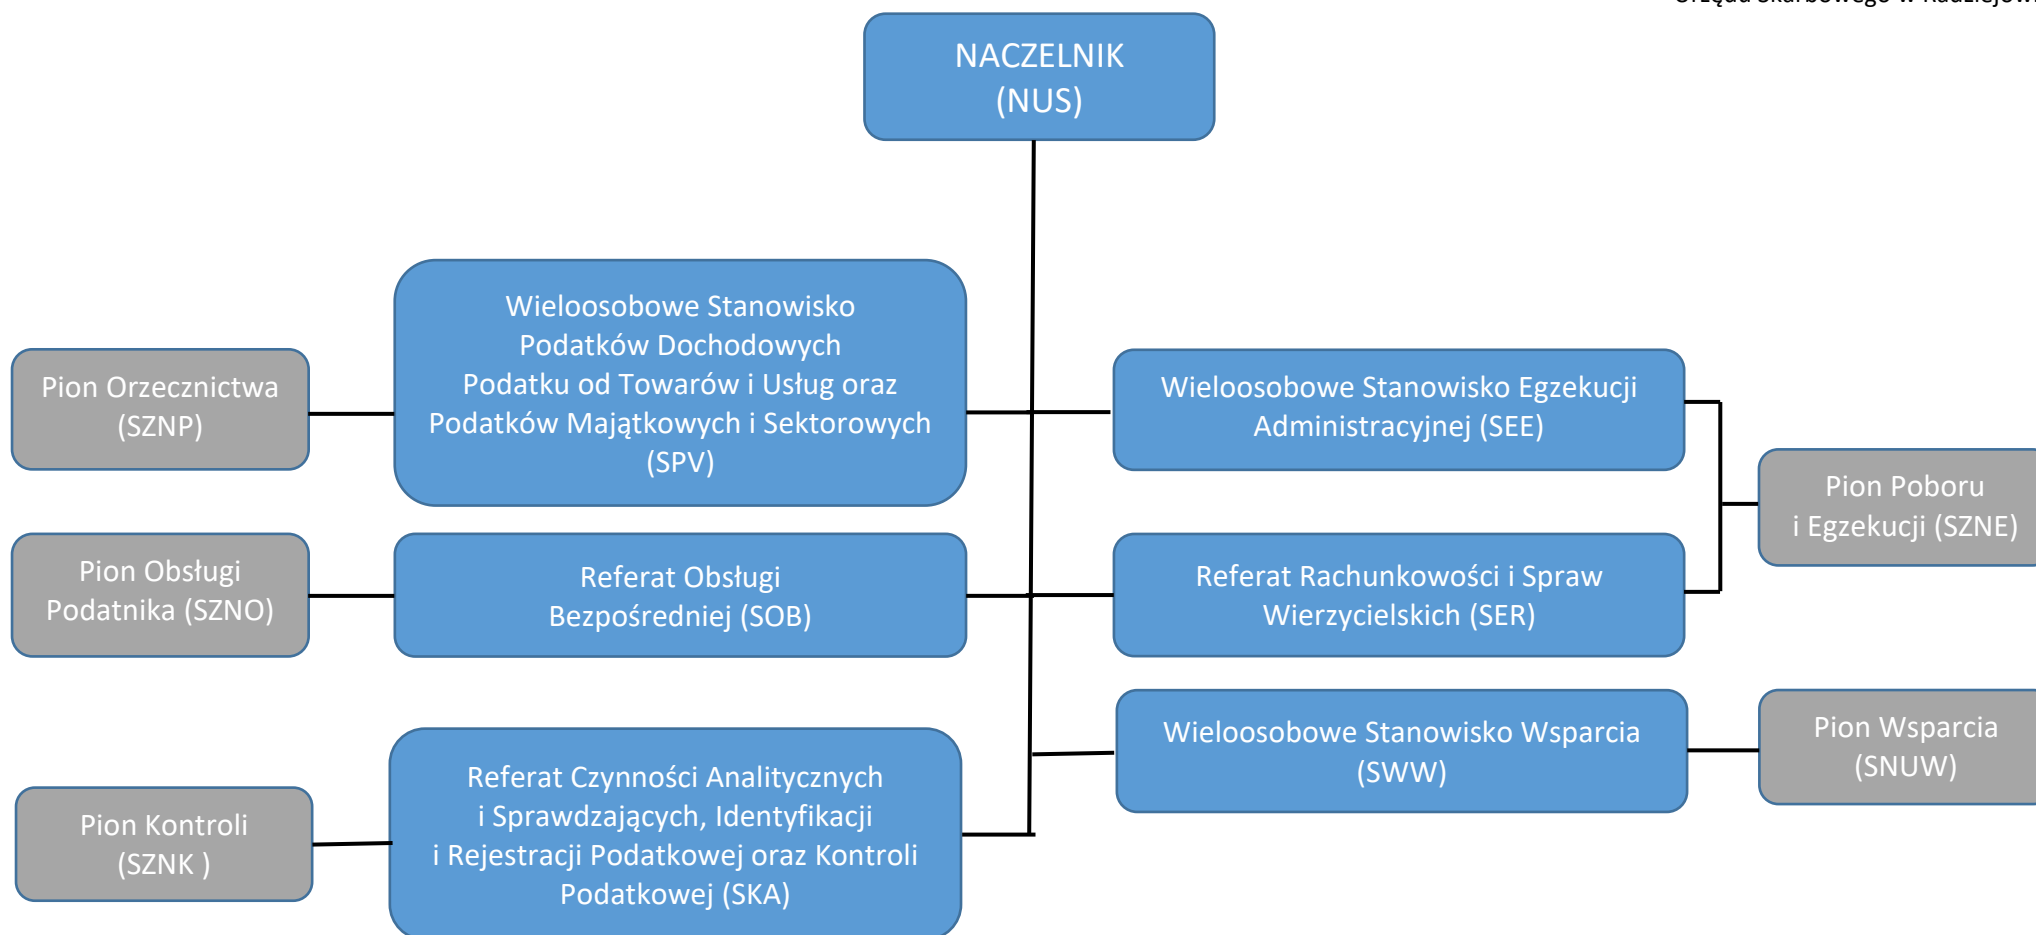 Urzędu Skarbowego w
NACZELNIK
(NUS)
Wieloosobowe Stanowisko
Podatków Dochodowych
Podatku od Towarów i Usług oraz
Podatków Majątkowych i Sektorowych
(SPV)
Pion Orzecznictwa
(SZNP)
Wieloosobowe Stanowisko Egzekucji
Administracyjnej (SEE)
Pion Poboru
i Egzekucji (SZNE)
Pion Obsługi
Podatnika (SZNO)
Referat Obsługi
Bezpośredniej (SOB)
Referat Rachunkowości i Spraw
Wierzycielskich (SER)
Wieloosobowe Stanowisko Wsparcia
(SWW)
Pion Wsparcia
(SNUW)
Pion Kontroli
(SZNK )
Referat Czynności Analitycznych
i Sprawdzających, Identyfikacji
i Rejestracji Podatkowej oraz Kontroli
Podatkowej (SKA)